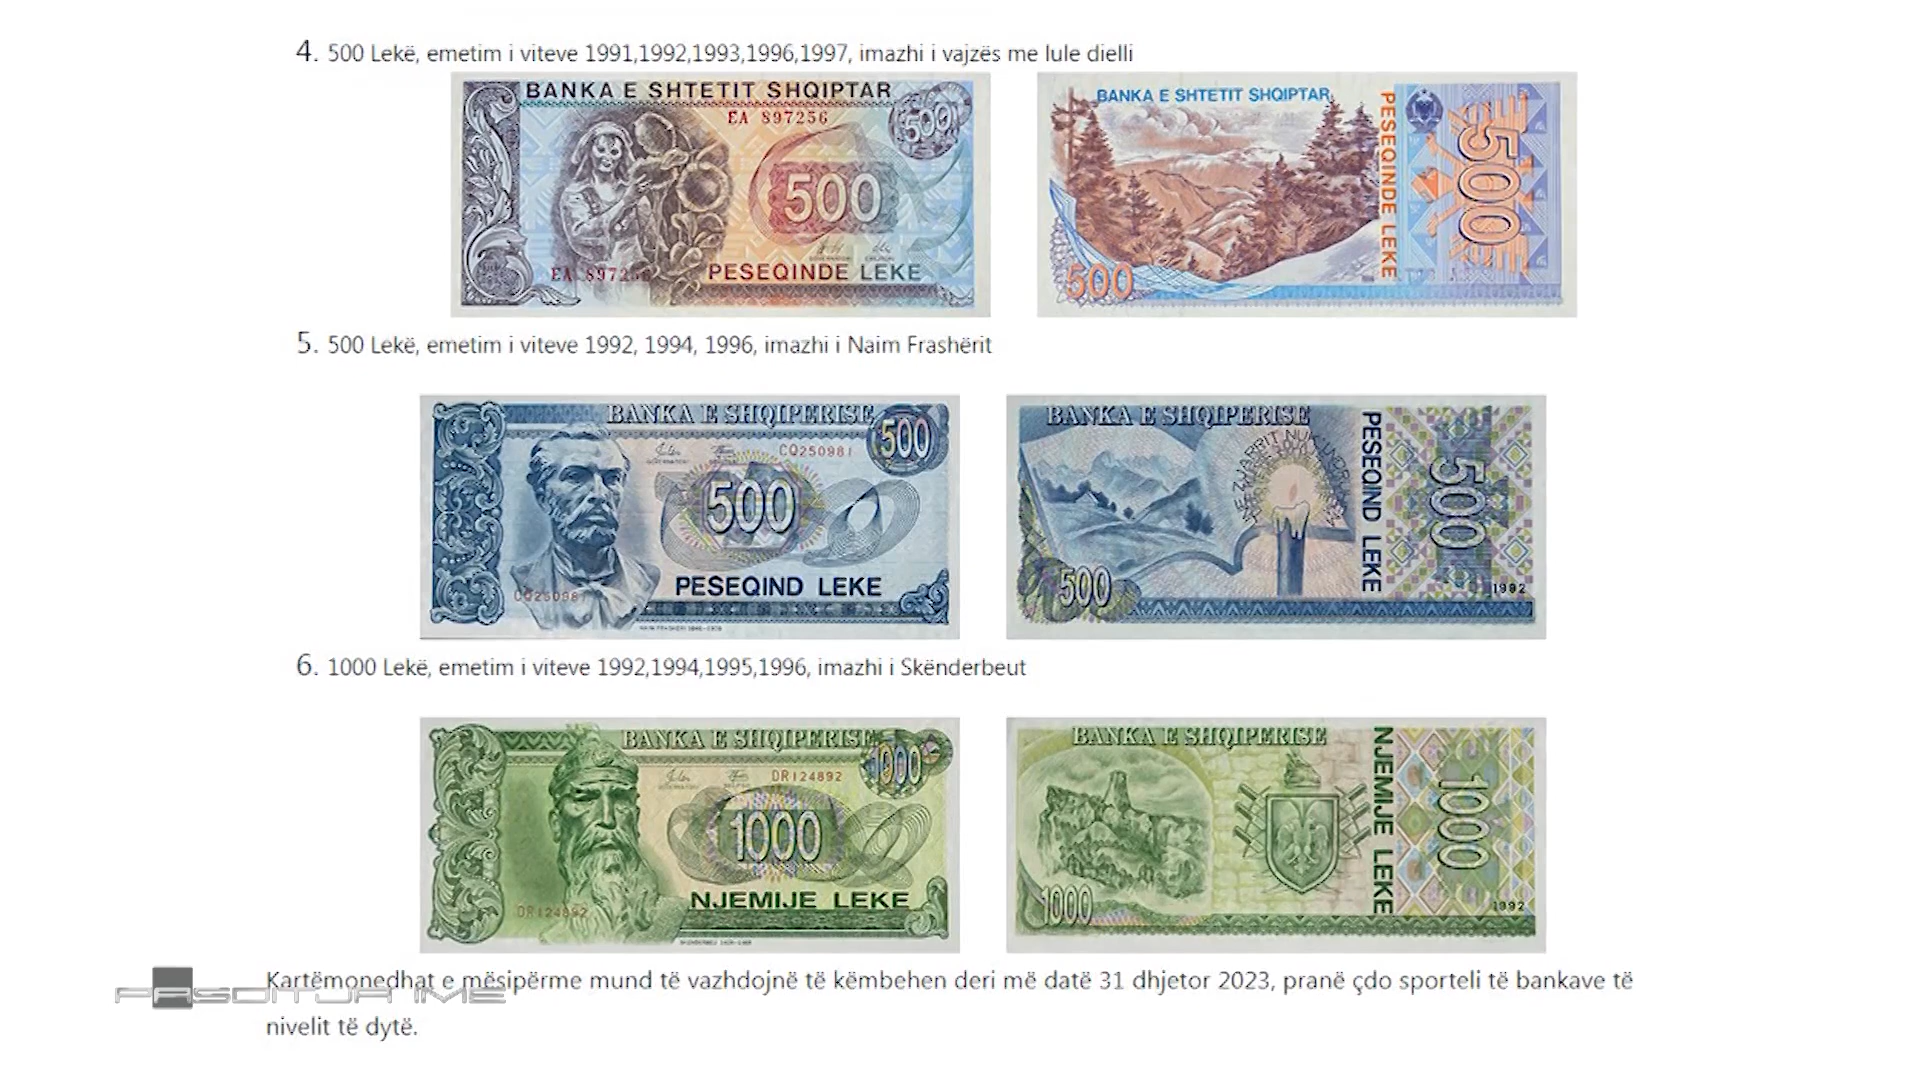 4. 500 Lekë, emetim i viteve 1991,1992,1993,1996,1997, imazhi i vajzës me lule dielli
BANKA E SHTETIT SHQIPTAR
EA 897256
500
500
EA 897256
PESEQINDE LEKE
BANKA E SHTETIT SHQIPTAR
PESEQINDE LEKE
500
500
5. 500 Lekë, emetim i viteve 1992, 1994, 1996, imazhi i Naim Frashërit
BANKA E SHQIPERISE
500
CQ250981
500
PESEQIND LEKE
BANKA E SHQIPERISE
PESEQIND LEKE
500
500
1992
6. 1000 Lekë, emetim i viteve 1992,1994,1995,1996, imazhi i Skënderbeut
BANKA E SHQIPERISE
1000
DR124892
1000
NJEMIJE LEKE
DR124892
BANKA E SHQIPERISE
NJEMIJE LEKE
1000
1000
1992
Kartëmonedhat e mësipërme mund të vazhdojnë të këmbehen deri më datë 31 dhjetor 2023, pranë çdo sporteli të bankave të
nivelit të dytë.
PASDITJA IME